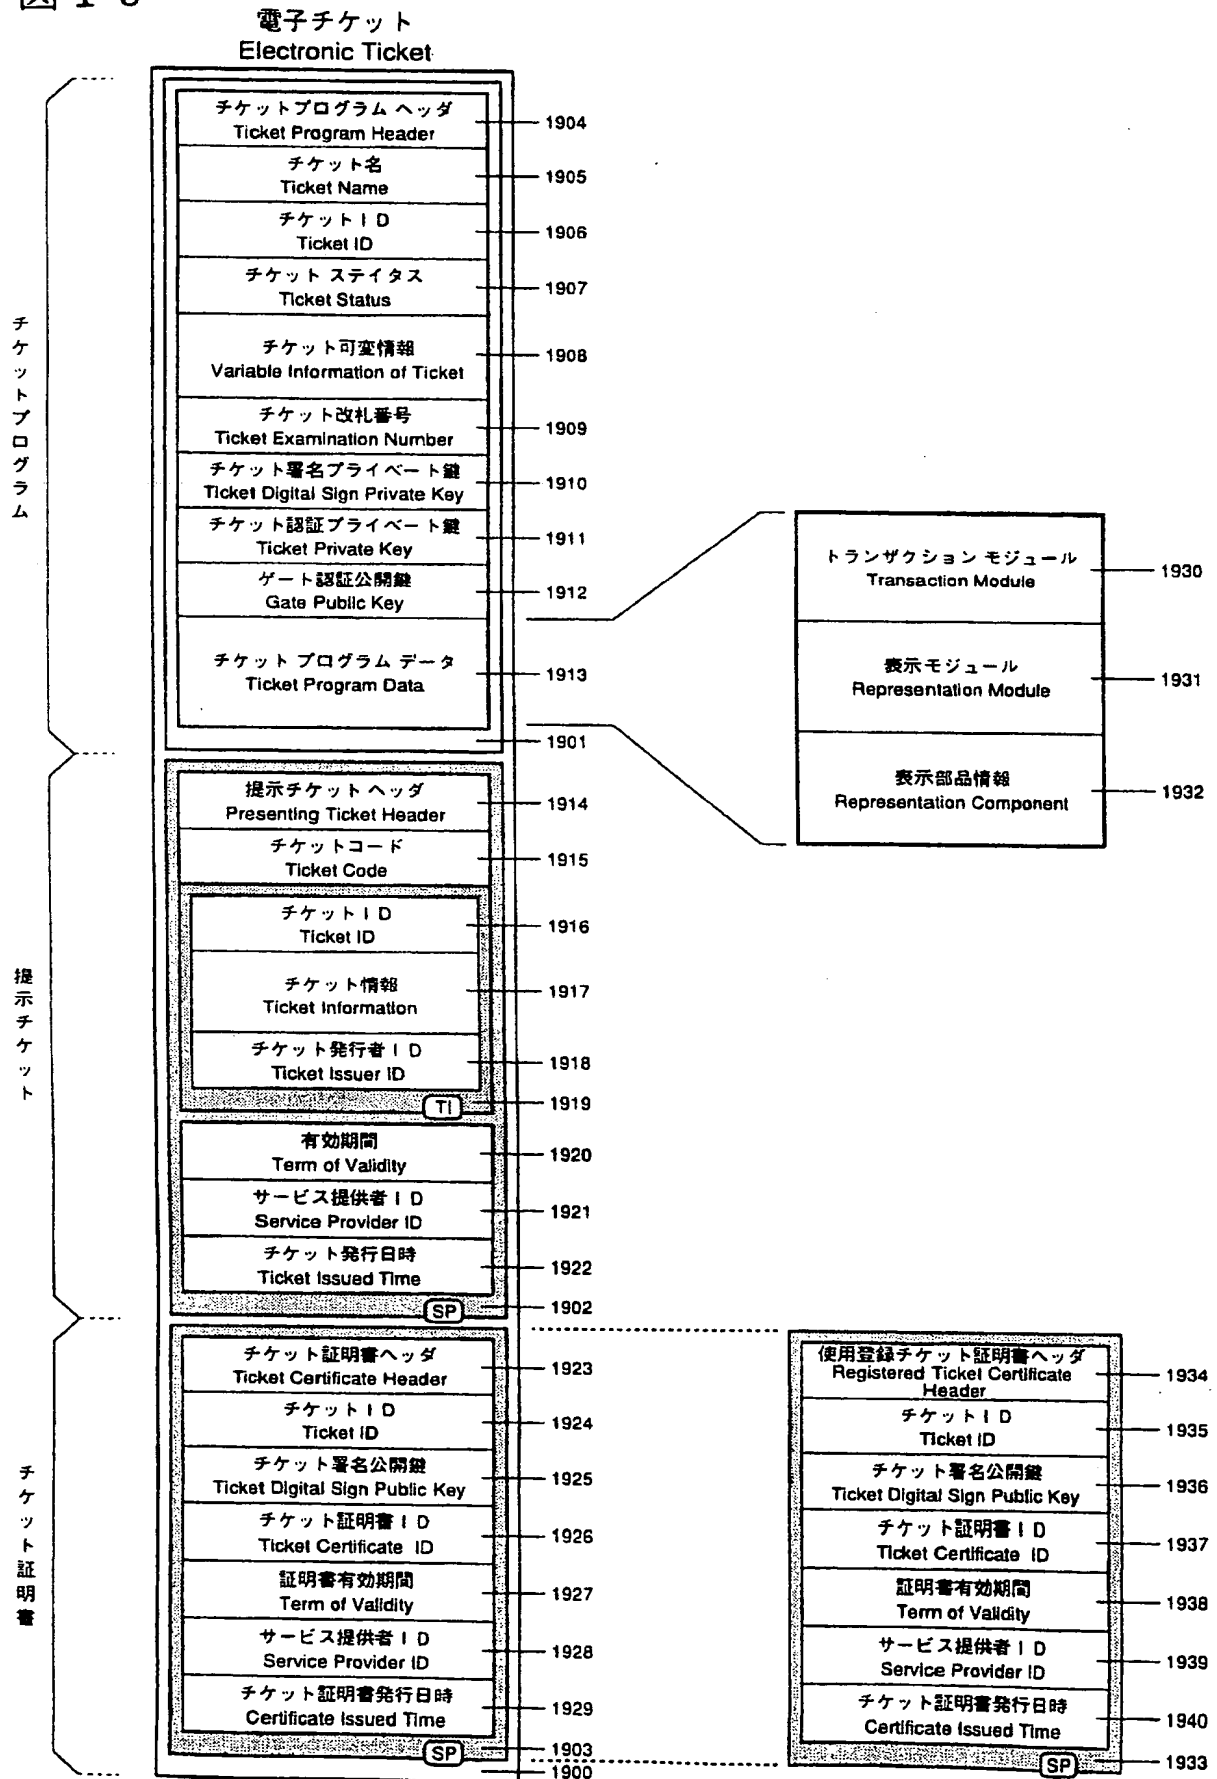 電子チケット
Electronic Ticket
チケットプログラム
チケットプログラム ヘッダ
Ticket Program Header
1904
チケット名
Ticket Name
1905
チケットID
Ticket ID
1906
チケット ステイタス
Ticket Status
1907
チケット可変情報
Variable Information of Ticket
1908
チケット改札番号
Ticket Examination Number
1909
チケット署名プライベート鍵
Ticket Digital Sign Private Key
1910
チケット認証プライベート鍵
Ticket Private Key
1911
ゲート認証公開鍵
Gate Public Key
1912
チケット プログラム データ
Ticket Program Data
1913
1901
トランザクション モジュール
Transaction Module
1930
表示モジュール
Representation Module
1931
表示部品情報
Representation Component
1932
提示チケット
提示チケット ヘッダ
Presenting Ticket Header
1914
チケットコード
Ticket Code
1915
チケットID
Ticket ID
1916
チケット情報
Ticket Information
1917
チケット発行者ID
Ticket Issuer ID
1918
TI
1919
有効期間
Term of Validity
1920
サービス提供者ID
Service Provider ID
1921
チケット発行日時
Ticket Issued Time
1922
SP
1902
チケット証明書
チケット証明書ヘッダ
Ticket Certificate Header
1923
チケットID
Ticket ID
1924
チケット署名公開鍵
Ticket Digital Sign Public Key
1925
チケット証明書ID
Ticket Certificate ID
1926
証明書有効期間
Term of Validity
1927
サービス提供者ID
Service Provider ID
1928
チケット証明書発行日時
Certificate Issued Time
1929
SP
1903
1900
使用登録チケット証明書ヘッダ
Registered Ticket Certificate
Header
1934
チケットID
Ticket ID
1935
チケット署名公開鍵
Ticket Digital Sign Public Key
1936
チケット証明書ID
Ticket Certificate ID
1937
証明書有効期間
Term of Validity
1938
サービス提供者ID
Service Provider ID
1939
チケット証明書発行日時
Certificate Issued Time
1940
SP
1933